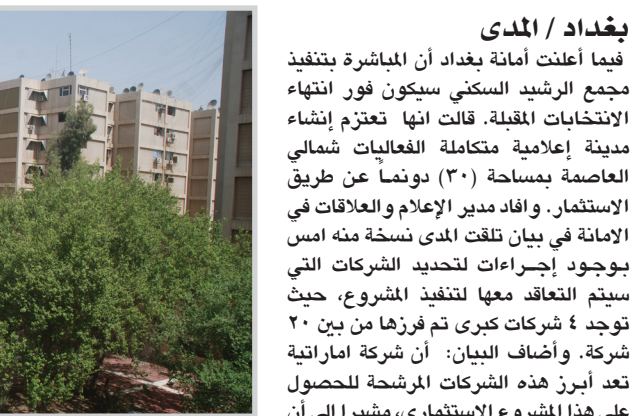 بغداد / المدى
فيما أعلنت أمانة بغداد أن المباشرة بتنفيذ
مجمع الرشيد السكني سيكون فور انتهاء
الانتخابات المقبلة. قالت انها تعتزم إنشاء
مدينة إعلامية متكاملة الفعاليات شمالي
العاصمة بمساحة (٣٠) دونماً عن طريق
الاستثمار. وافاد مدير الإعلام والعلاقات في
الامانة في بيان تلقت المدى نسخة منه امس
بوجود إجراءات لتحديد الشركات التي
سيتم التعاقد معها لتنفيذ المشروع، حيث
توجد ٤ شركات كبرى تم فرزها من بين ٢٠
شركة. وأضاف البيان: أن شركة اماراتية
تعد أبرز هذه الشركات المرشحة للحصول
على هذا المشروع الاستثماري، مشيرا إلى أن